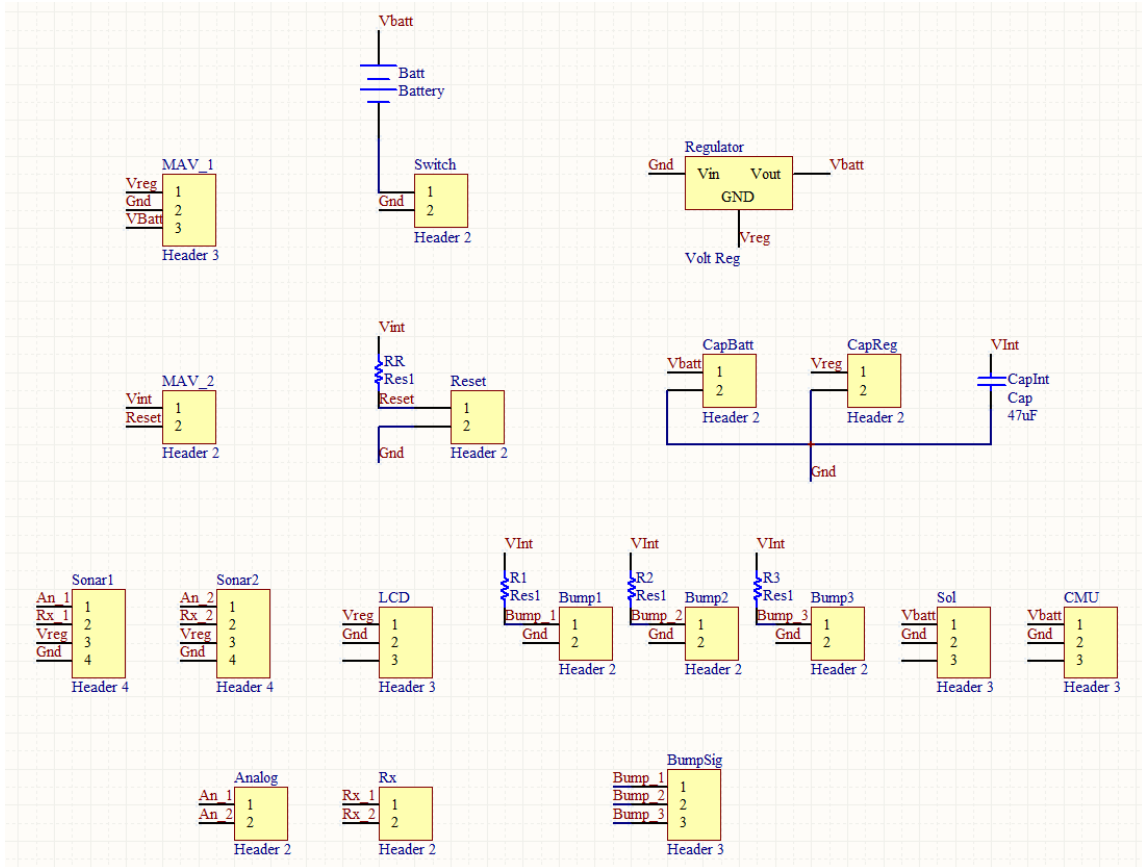 Vbatt
Batt
Battery
MAV_1
Vreg
Gnd
VBatt
1
2
3
Header 3
Switch
Gnd
1
2
Header 2
Regulator
Gnd
Vin
Vout
GND
Vbatt
Vreg
Volt Reg
MAV_2
Vint
Reset
1
2
Header 2
Vint
RR
Res1
Reset
Reset
1
2
Gnd
Header 2
CapBatt
Vbatt
1
2
Header 2
CapReg
Vreg
1
2
Header 2
Gnd
VInt
CapInt
Cap
47uF
Sonar1
An_1
Rx_1
Vreg
Gnd
1
2
3
4
Header 4
Sonar2
An_2
Rx_2
Vreg
Gnd
1
2
3
4
Header 4
LCD
Vreg
Gnd
1
2
3
Header 3
VInt
R1
Res1
Bump_1
Gnd
Bump1
1
2
Header 2
VInt
R2
Res1
Bump_2
Gnd
Bump2
1
2
Header 2
VInt
R3
Res1
Bump_3
Gnd
Bump3
1
2
Header 2
Sol
Vbatt
Gnd
1
2
3
Header 3
CMU
Vbatt
Gnd
1
2
3
Header 3
Analog
An_1
An_2
1
2
Header 2
Rx
Rx_1
Rx_2
1
2
Header 2
BumpSig
Bump_1
Bump_2
Bump_3
1
2
3
Header 3